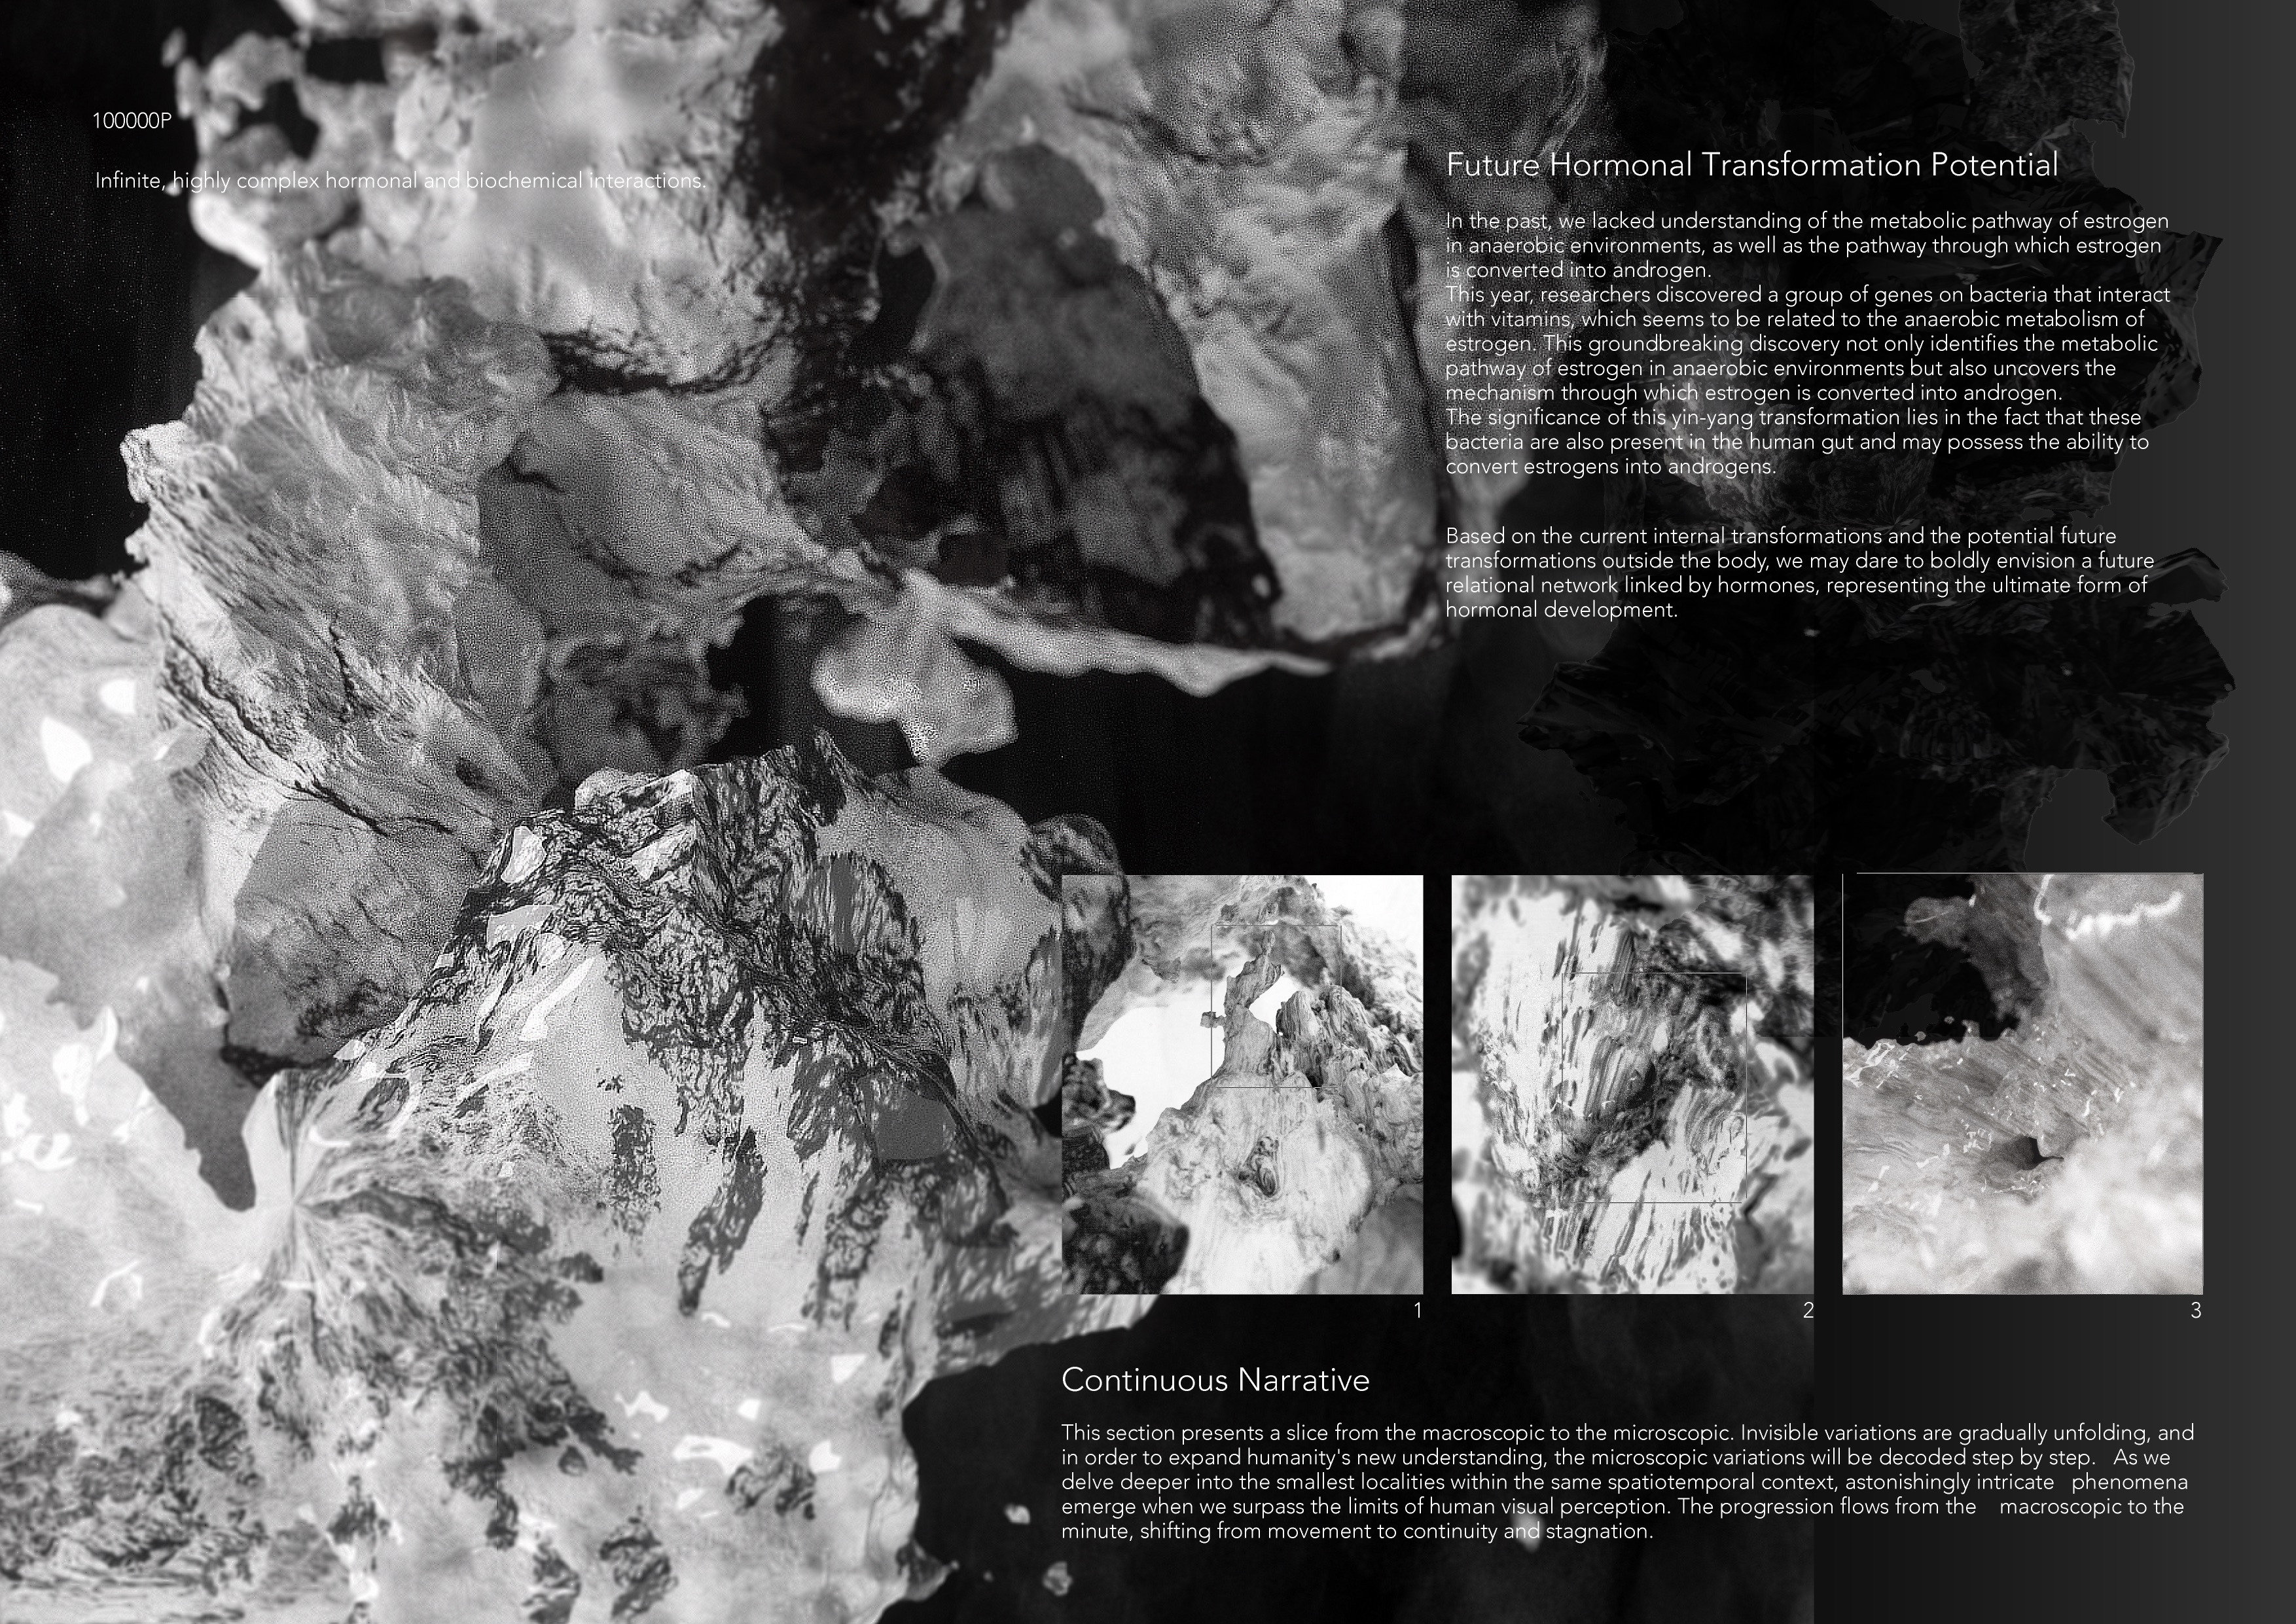 100000P
Infinite, highly complex hormonal and biochemical interactions.
Future Hormonal Transformation Potential
In the past, we lacked understanding of the metabolic pathway of estrogen
in anaerobic environments, as well as the pathway through which estrogen
is converted into androgen.
This year, researchers discovered a group of genes on bacteria that interact
with vitamins, which seems to be related to the anaerobic metabolism of
estrogen. This groundbreaking discovery not only identifies the metabolic
pathway of estrogen in anaerobic environments but also uncovers the
mechanism through which estrogen is converted into androgen.
The significance of this yin-yang transformation lies in the fact that these
bacteria are also present in the human gut and may possess the ability to
convert estrogens into androgens.
Based on the current internal transformations and the potential future
transformations outside the body, we may dare to boldly envision a future
relational network linked by hormones, representing the ultimate form of
hormonal development.
1
2
3
Continuous Narrative
This section presents a slice from the macroscopic to the microscopic. Invisible variations are gradually unfolding, and
in order to expand humanity's new understanding, the microscopic variations will be decoded step by step. As we
delve deeper into the smallest localities within the same spatiotemporal context, astonishingly intricate phenomena
emerge when we surpass the limits of human visual perception. The progression flows from the macroscopic to the
minute, shifting from movement to continuity and stagnation.